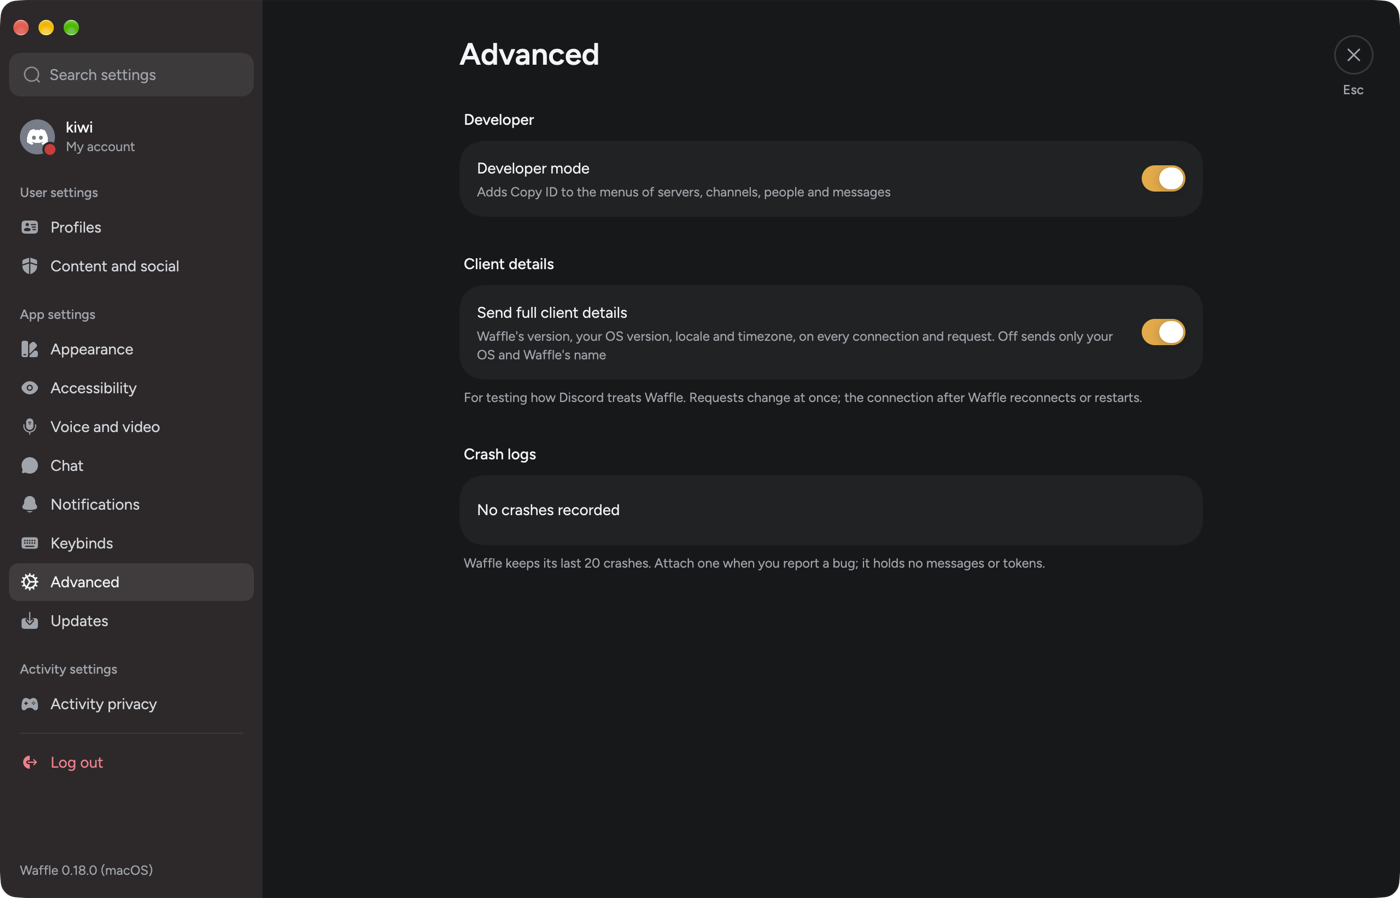 Search settings
kiwi
My account
User settings
Profiles
Content and social
App settings
Appearance
Accessibility
Voice and video
Chat
Notifications
Keybinds
Advanced
Updates
Activity settings
Activity privacy
Log out
Waffle 0.18.0 (macOS)
Advanced
Esc
Developer
Developer mode
Adds Copy ID to the menus of servers, channels, people and messages
Client details
Send full client details
Waffle's version, your OS version, locale and timezone, on every connection and request. Off sends only your
OS and Waffle's name
For testing how Discord treats Waffle. Requests change at once; the connection after Waffle reconnects or restarts.
Crash logs
No crashes recorded
Waffle keeps its last 20 crashes. Attach one when you report a bug; it holds no messages or tokens.